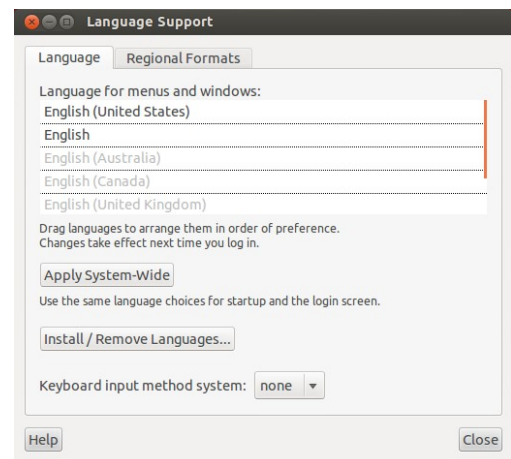 Language Support
Language Regional Formats
Language for menus and windows:
English (United States)
English
English (Australia)
English (Canada)
English (United Kingdom)
Drag languages to arrange them in order of preference.
Changes take effect next time you log in.
Apply System-Wide
Use the same language choices for startup and the login screen.
Install / Remove Languages...
Keyboard input method system: none
Help Close